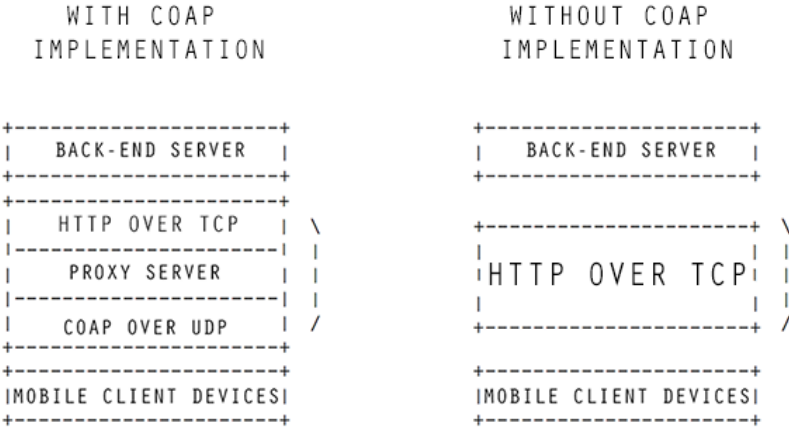 WITH COAP
IMPLEMENTATION
BACK-END SERVER
HTTP OVER TCP
PROXY SERVER
COAP OVER UDP
MOBILE CLIENT DEVICES
WITHOUT COAP
IMPLEMENTATION
BACK-END SERVER
HTTP OVER TCP
MOBILE CLIENT DEVICES